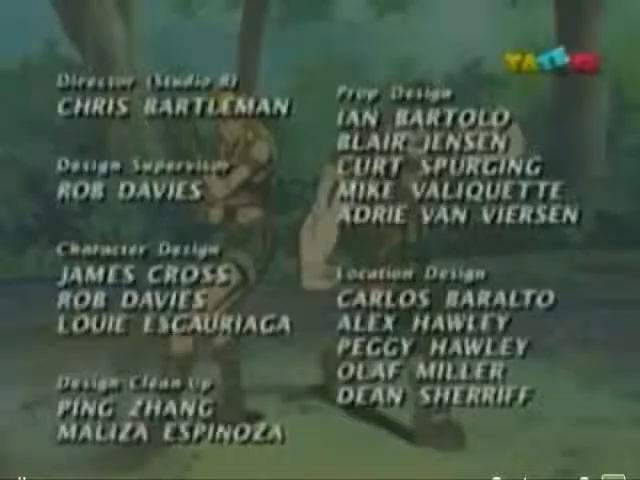 Director (Studio B)
CHRIS BARTLEMAN
Design Supervisor
ROB DAVIES
Character Design
JAMES CROSS
ROB DAVIES
LOUIE ESCAURIAGA
Design Clean up
PING ZHANG
MALIZA ESPINOZA
Prop Design
IAN BARTOLO
BLAIR JENSEN
CURT SPURGING
MIKE VALIQUETTE
ADRIE VAN VIERSEN
Location Design
CARLOS BARALTO
ALEX HAWLEY
PEGGY HAWLEY
OLAF MILLER
DEAN SHERRIFF